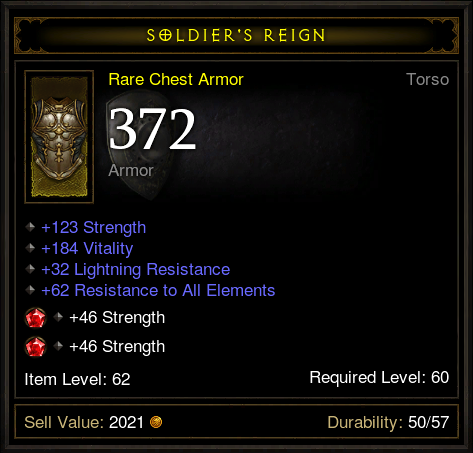 SOLDIER'S REIGN
Rare Chest Armor Torso
372
Armor
+123 Strength
+184 Vitality
+32 Lightning Resistance
+62 Resistance to All Elements
+46 Strength
+46 Strength
Item Level: 62 Required Level: 60
Sell Value: 2021 Durability: 50/57